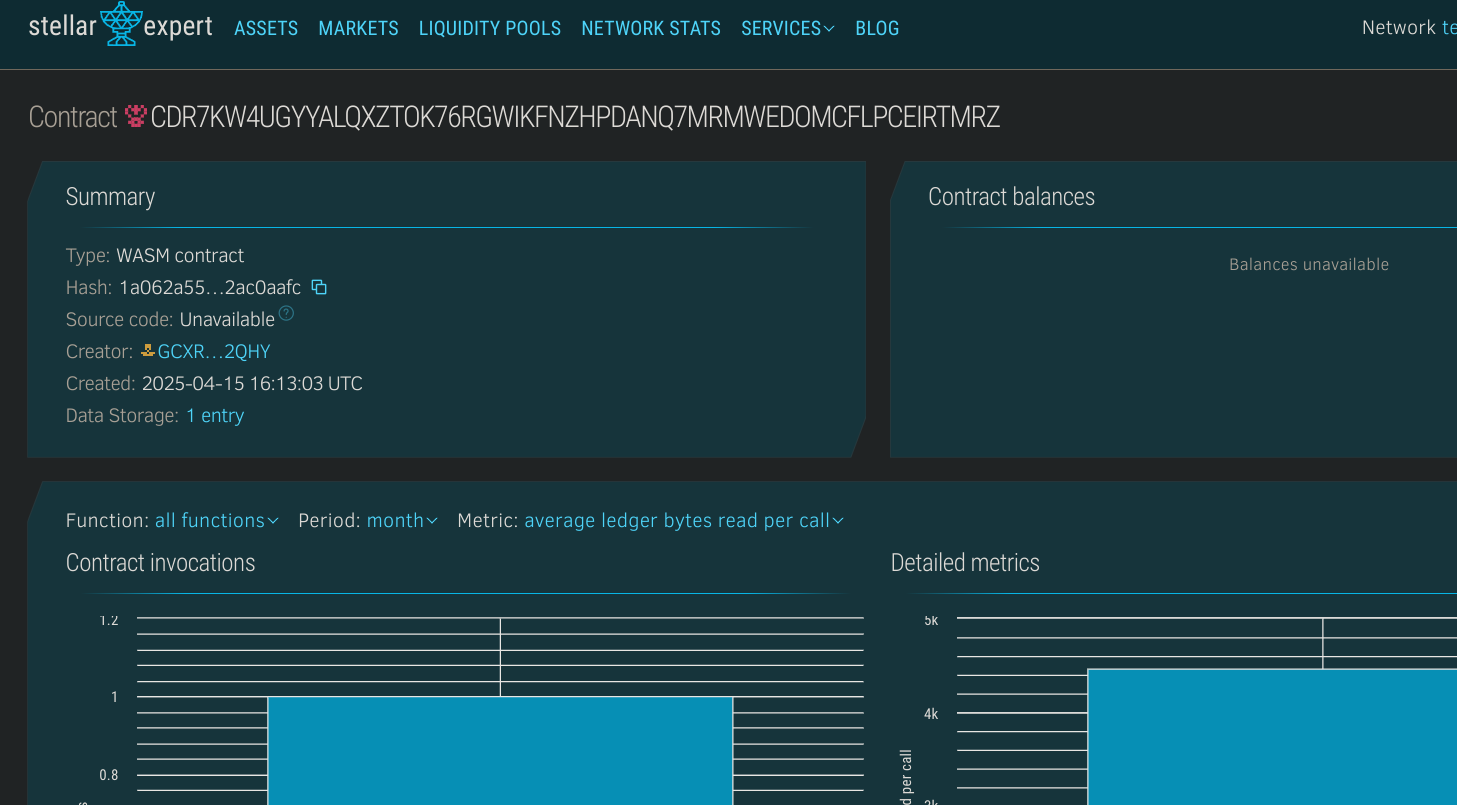 stellar expert ASSETS MARKETS LIQUIDITY POOLS NETWORK STATS SERVICES BLOG Network
Contract CDR7KW4UGYYALQXZTOK76RGWIKFNZHPDANQ7MRMWEDOMCFLPCEIRTMRZ
Summary
Type: WASM contract
Hash: 1a062a55…2ac0aafc
Source code: Unavailable
Creator: GCXR…2QHY
Created: 2025-04-15 16:13:03 UTC
Data Storage: 1 entry
Contract balances
Balances unavailable
Function: all functions Period: month Metric: average ledger bytes read per call
Contract invocations
1.2
1
0.8
Detailed metrics
5k
4k
per call